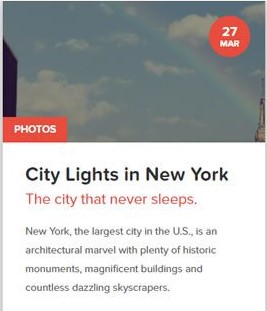 27
MAR
PHOTOS
City Lights in New York
The city that never sleeps.
New York, the largest city in the U.S., is an
architectural marvel with plenty of historic
monuments, magnificent buildings and
countless dazzling skyscrapers.